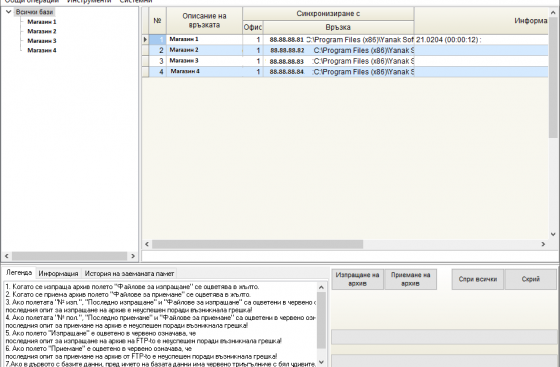 Общи операции Инструменти Системни
Всички бази
Магазин 1
Магазин 2
Магазин 3
Магазин 4
№ Описание на връзката Синхронизиране с Информа
Офис Връзка
1 Магазин 1 1 88.88.88.81 C:\Program Files (x86)\Yanak Sof 21.0204 (00:00:12) :
2 Магазин 2 1 88.88.88.82 C:\Program Files (x86)\Yanak S
3 Магазин 3 1 88.88.88.83 :C:\Program Files (x86)\Yanak S
4 Магазин 4 1 88.88.88.84 :C:\Program Files (x86)\Yanak S
Легенда Информация История на заеманата памет
Изпращане на архив Приемане на архив Спри всички Скрий
1. Когато се изпраща архив полето "Файлове за изпращане" се оцветява в жълто.
2. Когато се приема архив полето "Файлове за приемане" се оцветява в жълто.
3. Ако полетата "№ изп.", "Последно изпращане" и "Файлове за изпращане" са оцветени в червено о
последния опит за изпращане на архив е неуспешен поради възникнала грешка!
4. Ако полетата "№ пол.", "Последно приемане" и "Файлове за приемане" са оцветени в червено озн
последния опит за приемане на архив е неуспешен поради възникнала грешка!
5. Ако полето "Изпращане" е оцветено в червено означава, че
последния опит за изпращане на архив на FTP-to е неуспешен поради възникнала грешка!
6. Ако полето "Приемане" е оцветено в червено означава, че
последния опит за приемане на архив от FTP-to е неуспешен поради възникнала грешка!
7.Ако в дървото с базите данни, пред името на базата данни има червено триъгълниче с бял удивите